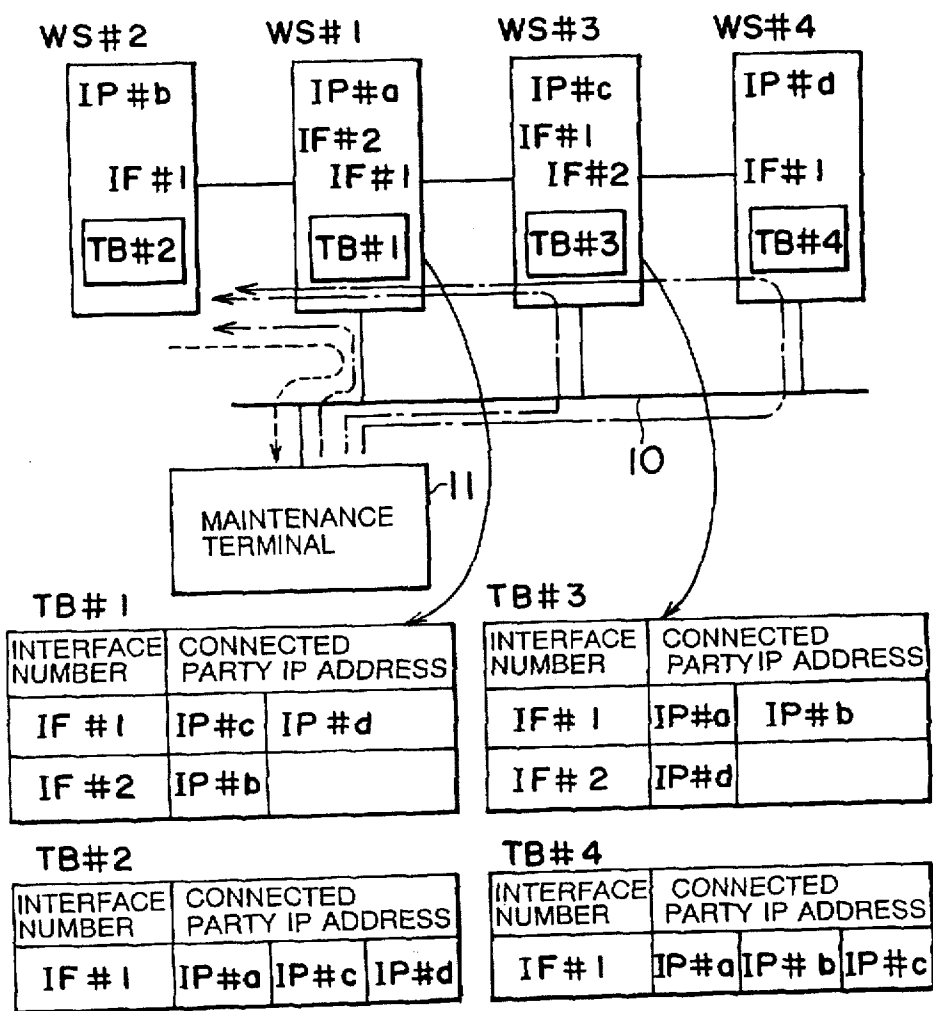 WS#2 WS#1 WS#3 WS#4
IP#b IP#a IP#c IP#d
IF#2 IF#1
IF#1 IF#1 IF#2 IF#1
TB#2 TB#1 TB#3 TB#4
10
11
MAINTENANCE
TERMINAL
TB#1
INTERFACE NUMBER CONNECTED PARTY IP ADDRESS
IF #1 IP#c IP#d
IF #2 IP#b
TB#3
INTERFACE NUMBER CONNECTED PARTY IP ADDRESS
IF#1 IP#a IP#b
IF#2 IP#d
TB#2
INTERFACE NUMBER CONNECTED PARTY IP ADDRESS
IF #1 IP#a IP#c IP#d
TB#4
INTERFACE NUMBER CONNECTED PARTY IP ADDRESS
IF #1 IP#a IP#b IP#c